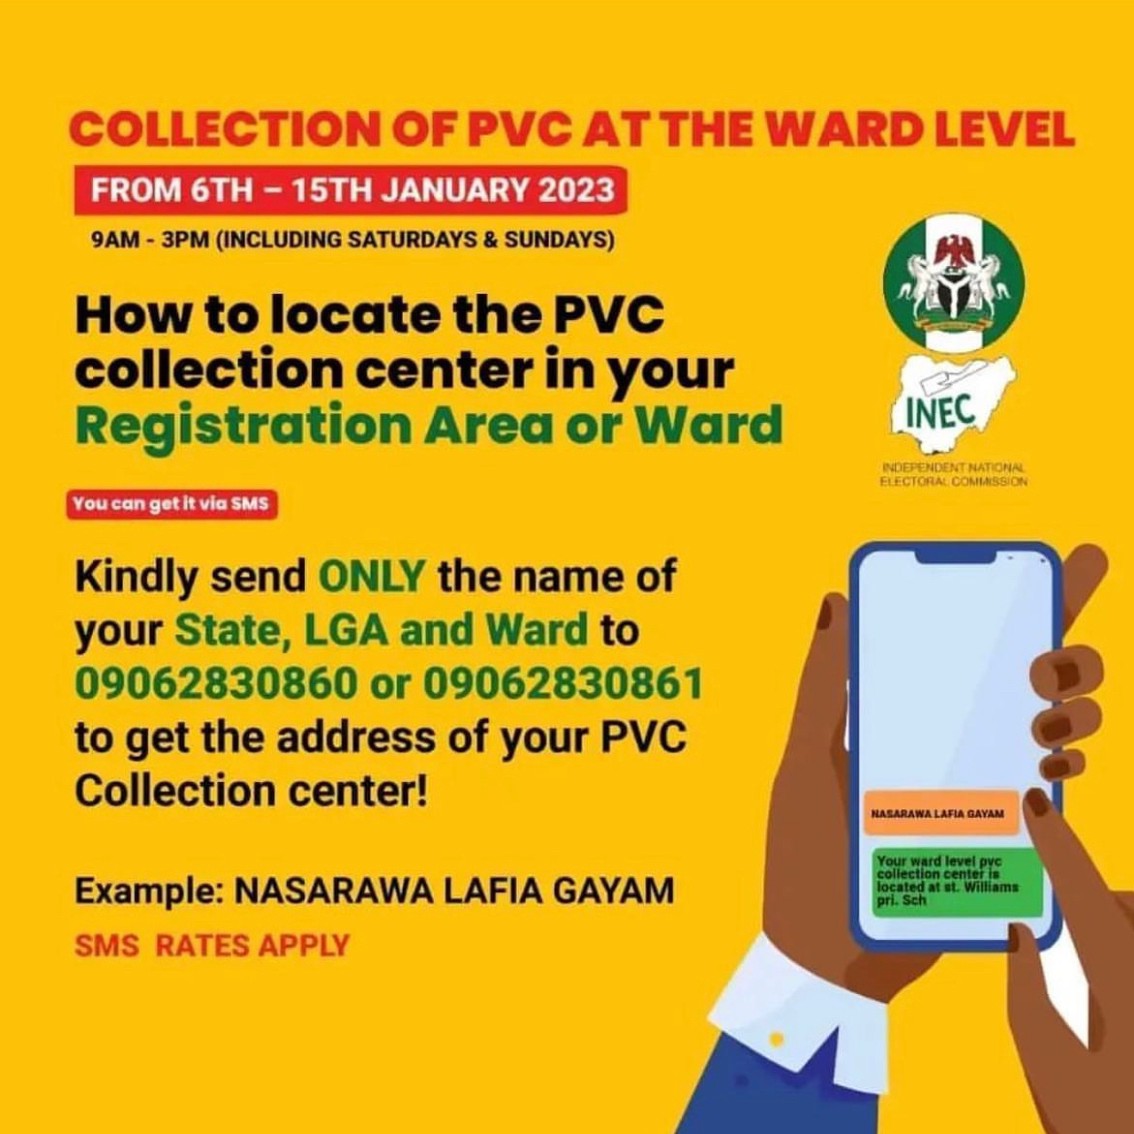 COLLECTION OF PVC AT THE WARD LEVEL
FROM 6TH – 15TH JANUARY 2023
9AM - 3PM (INCLUDING SATURDAYS & SUNDAYS)
How to locate the PVC
collection center in your
Registration Area or Ward
INEC
INDEPENDENT NATIONAL
ELECTORAL COMMISSION
You can get it via SMS
Kindly send ONLY the name of
your State, LGA and Ward to
09062830860 or 09062830861
to get the address of your PVC
Collection center!
Example: NASARAWA LAFIA GAYAM
SMS RATES APPLY
NASARAWA LAFIA GAYAM
Your ward level pvc
collection center is
located at st. Williams
pri. Sch